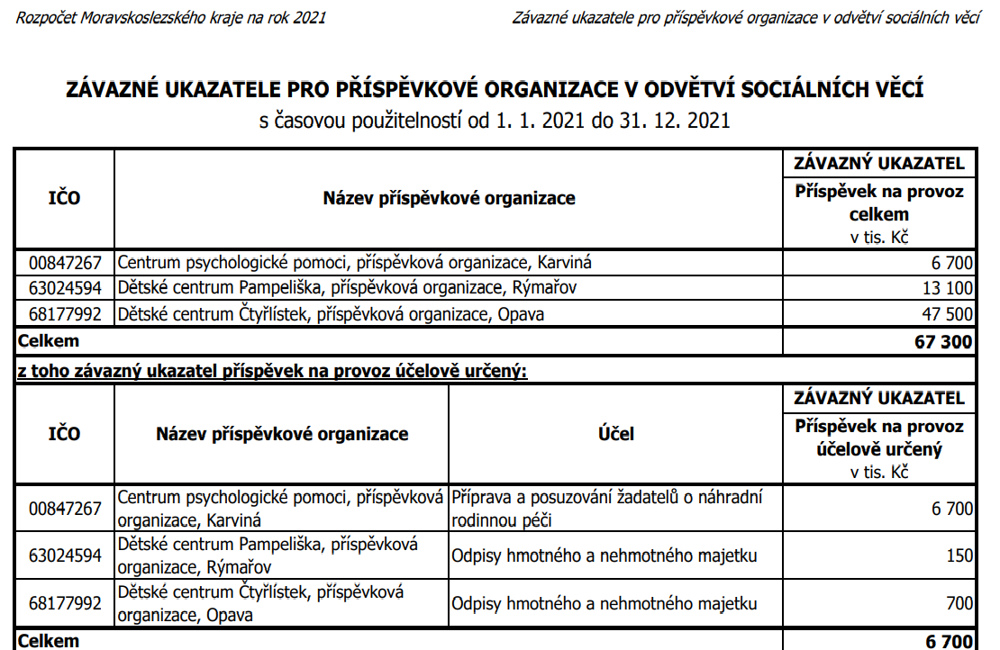 Rozpočet Moravskoslezského kraje na rok 2021 Závazné ukazatele pro příspěvkové organizace v odvětví sociálních věcí
ZÁVAZNÉ UKAZATELE PRO PŘÍSPĚVKOVÉ ORGANIZACE V ODVĚTVÍ SOCIÁLNÍCH VĚCÍ
s časovou použitelností od 1. 1. 2021 do 31. 12. 2021
IČO Název příspěvkové organizace ZÁVAZNÝ UKAZATEL
Příspěvek na provoz
celkem
v tis. Kč
00847267 Centrum psychologické pomoci, příspěvková organizace, Karviná 6 700
63024594 Dětské centrum Pampeliška, příspěvková organizace, Rýmařov 13 100
68177992 Dětské centrum Čtyřlístek, příspěvková organizace, Opava 47 500
Celkem 67 300
z toho závazný ukazatel příspěvek na provoz účelově určený:
IČO Název příspěvkové organizace Účel ZÁVAZNÝ UKAZATEL
Příspěvek na provoz
účelově určený
v tis. Kč
00847267 Centrum psychologické pomoci, příspěvková organizace, Karviná Příprava a posuzování žadatelů o náhradní rodinnou péči 6 700
63024594 Dětské centrum Pampeliška, příspěvková organizace, Rýmařov Odpisy hmotného a nehmotného majetku 150
68177992 Dětské centrum Čtyřlístek, příspěvková organizace, Opava Odpisy hmotného a nehmotného majetku 700
Celkem 6 700